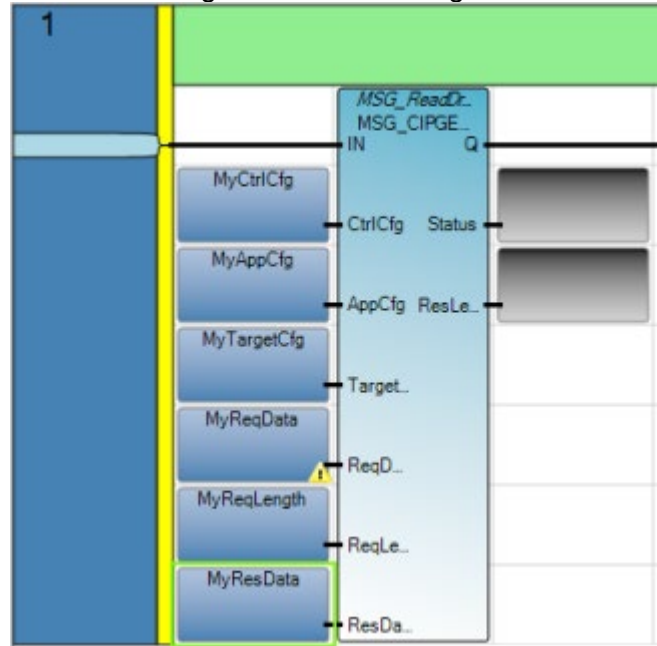 1
MSG_ReadDr..
MSG_CIPGE...
IN Q
MyCtrlCfg
CtrlCfg Status
MyAppCfg
AppCfg ResLe...
MyTargetCfg
Target...
MyReqData
ReqD...
MyReqLength
ReqLe...
MyResData
ResDa...